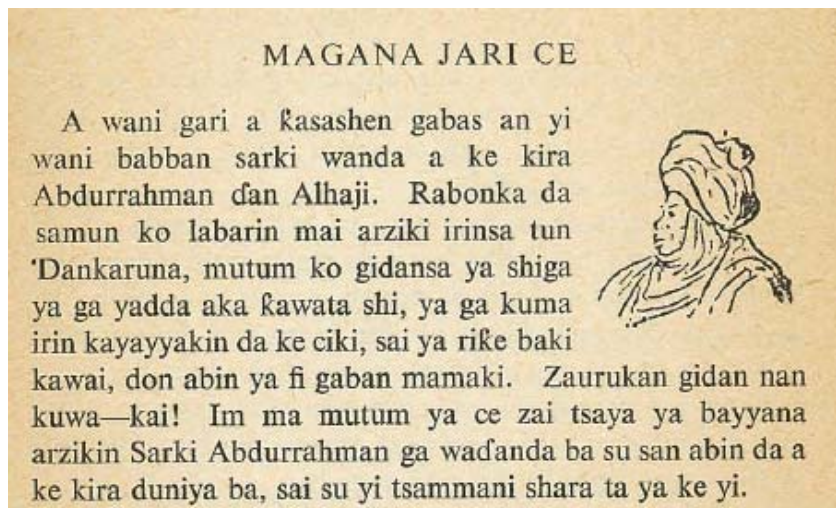 MAGANA JARI CE
A wani gari a ƙasashen gabas an yi
wani babban sarki wanda a ke kira
Abdurrahman ɗan Alhaji. Rabonka da
samun ko labarin mai arziki irinsa tun
'Dankaruna, mutum ko gidansa ya shiga
ya ga yadda aka ƙawata shi, ya ga kuma
irin kayayyakin da ke ciki, sai ya riƙe baki
kawai, don abin ya fi gaban mamaki. Zaurukan gidan nan
kuwa—kai! Im ma mutum ya ce zai tsaya ya bayyana
arzikin Sarki Abdurrahman ga waɗanda ba su san abin da a
ke kira duniya ba, sai su yi tsammani shara ta ya ke yi.